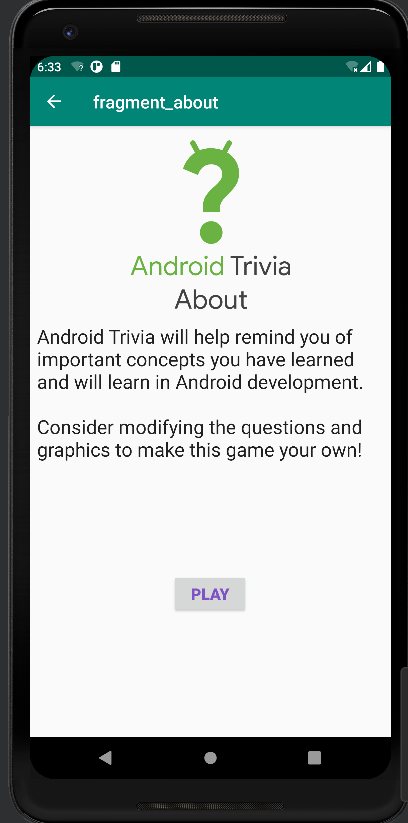 6:33
fragment_about
Android Trivia
About
Android Trivia will help remind you of
important concepts you have learned
and will learn in Android development.
Consider modifying the questions and
graphics to make this game your own!
PLAY